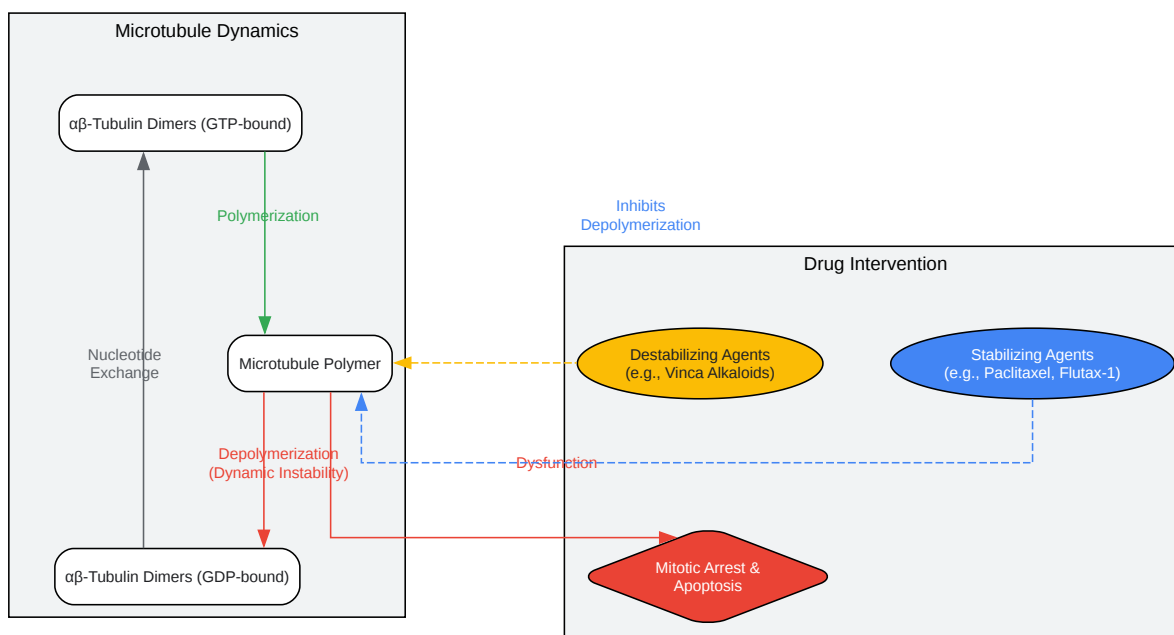 Microtubule Dynamics
αβ-Tubulin Dimers (GTP-bound)
Polymerization
Nucleotide
Exchange
Microtubule Polymer
Depolymerization
(Dynamic Instability)
αβ-Tubulin Dimers (GDP-bound)
Inhibits
Depolymerization
Drug Intervention
Destabilizing Agents
(e.g., Vinca Alkaloids)
Stabilizing Agents
(e.g., Paclitaxel, Flutax-1)
Dysfunction
Mitotic Arrest &
Apoptosis